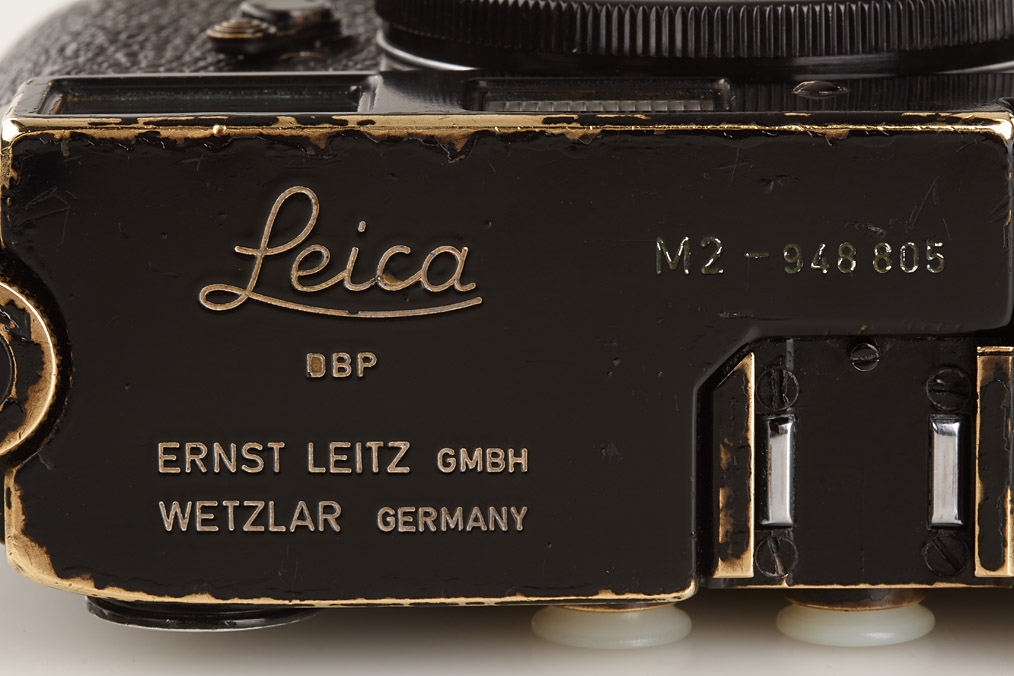 Leica
M2 - 948 805
DBP
ERNST LEITZ GMBH
WETZLAR GERMANY